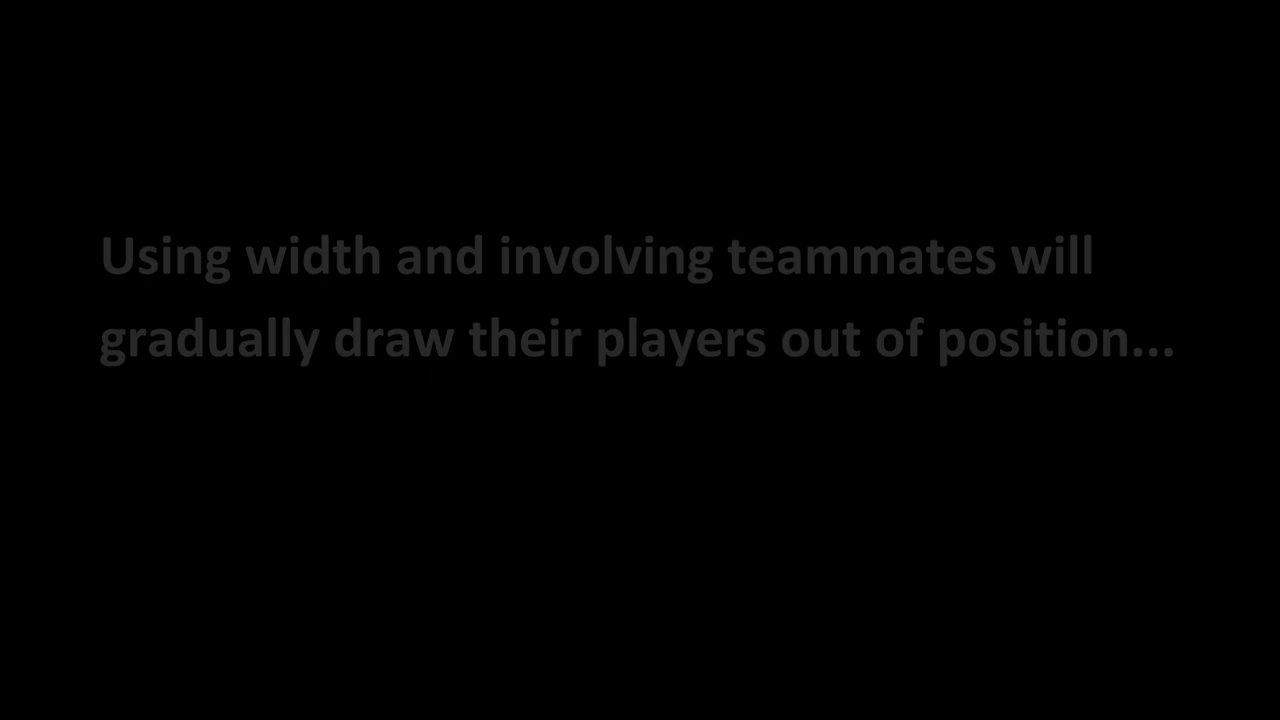 Using width and involving teammates will
gradually draw their players out of position...